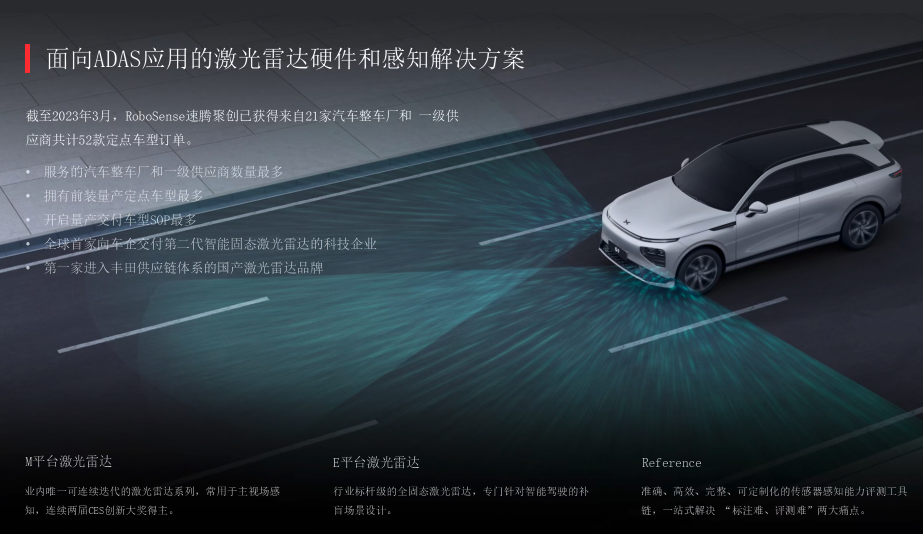 面向ADAS应用的激光雷达硬件和感知解决方案
截至2023年3月，RoboSense速腾聚创已获得来自21家汽车整车厂和 一级供
应商共计52款定点车型订单。
• 服务的汽车整车厂和一级供应商数量最多
• 拥有前装量产定点车型最多
• 开启量产交付车型SOP最多
• 全球首家向车企交付第二代智能固态激光雷达的科技企业
• 第一家进入丰田供应链体系的国产激光雷达品牌
M平台激光雷达
业内唯一可连续迭代的激光雷达系列，常用于主视场感
知，连续两届CES创新大奖得主。
E平台激光雷达
行业标杆级的全固态激光雷达，专门针对智能驾驶的补
盲场景设计。
Reference
准确、高效、完整、可定制化的传感器感知能力评测工具
链，一站式解决 “标注难、评测难”两大痛点。